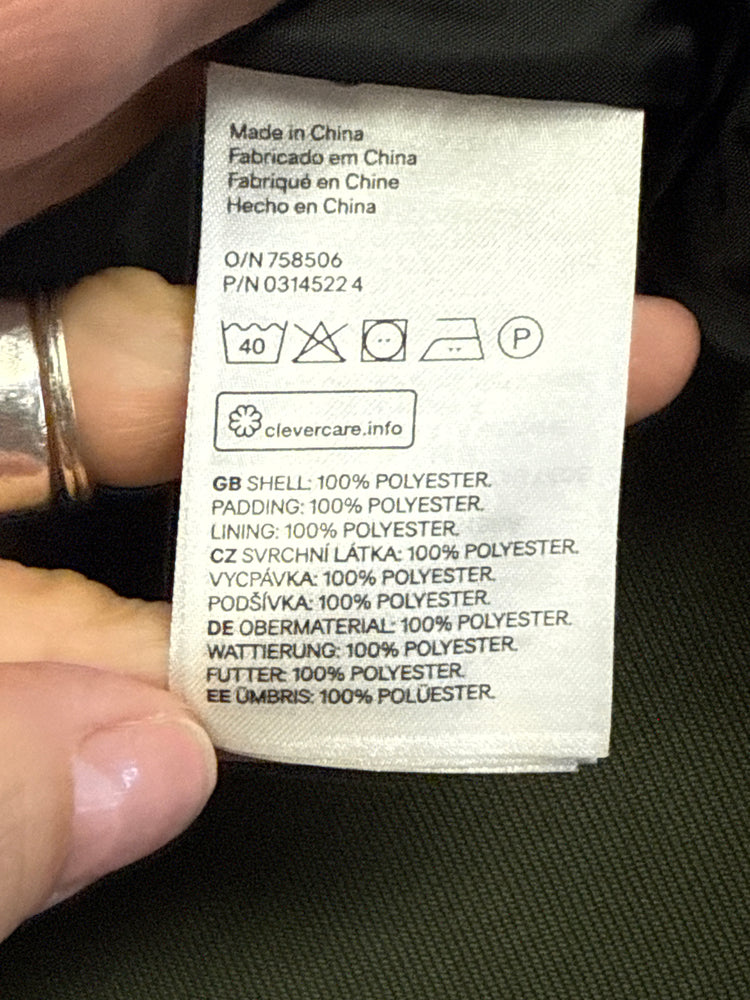 Made in China
Fabricado em China
Fabriqué en Chine
Hecho en China
O/N 758506
P/N 0314522 4
40 P
clevercare.info
GB SHELL: 100% POLYESTER.
PADDING: 100% POLYESTER.
LINING: 100% POLYESTER.
CZ SVRCHNÍ LÁTKA: 100% POLYESTER.
VYCPÁVKA: 100% POLYESTER.
PODŠÍVKA: 100% POLYESTER.
DE OBERMATERIAL: 100% POLYESTER.
WATTIERUNG: 100% POLYESTER.
FUTTER: 100% POLYESTER.
EE ÜMBRIS: 100% POLÜESTER.